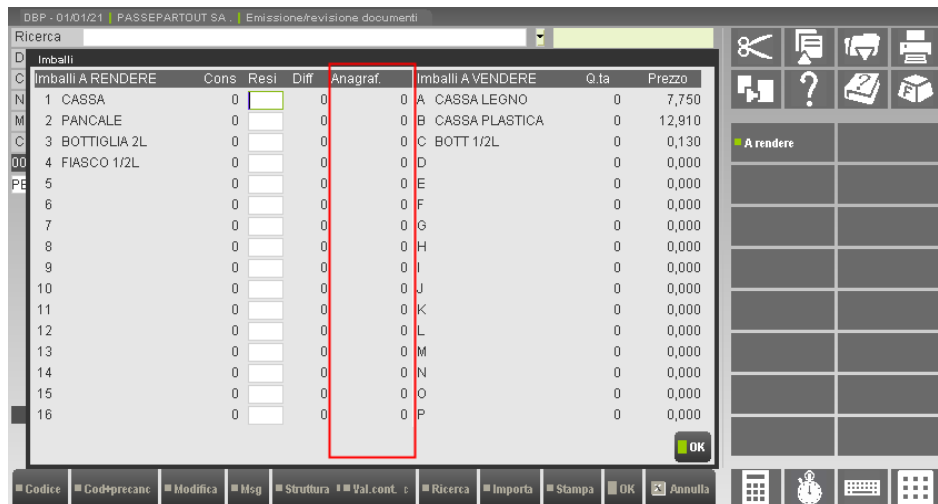 DBP - 01/01/21 | PASSEPARTOUT SA . | Emissione/revisione documenti
Ricerca
Imballi
Imballi A RENDERE Cons Resi Diff Anagraf. Imballi A VENDERE Q.ta Prezzo
1 CASSA 0 0 0 A CASSA LEGNO 0 7,750
2 PANCALE 0 0 0 B CASSA PLASTICA 0 12,910
3 BOTTIGLIA 2L 0 0 0 C BOTT 1/2L 0 0,130
4 FIASCO 1/2L 0 0 0 D 0 0,000
5 0 0 0 E 0 0,000
6 0 0 0 F 0 0,000
7 0 0 0 G 0 0,000
8 0 0 0 H 0 0,000
9 0 0 0 I 0 0,000
10 0 0 0 J 0 0,000
11 0 0 0 K 0 0,000
12 0 0 0 L 0 0,000
13 0 0 0 M 0 0,000
14 0 0 0 N 0 0,000
15 0 0 0 O 0 0,000
16 0 0 0 P 0 0,000
OK
A rendere
Codice Cod+precanc Modifica Msg Struttura Val.cont. c Ricerca Importa Stampa OK Annulla